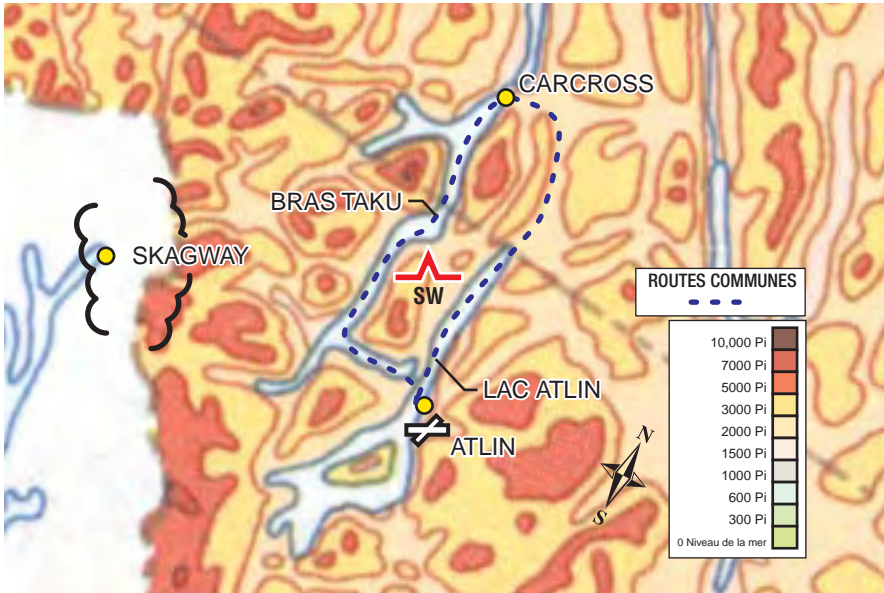 CARCROSS
BRAS TAKU
SKAGWAY
SW
ROUTES COMMUNES
10,000 Pi
7000 Pi
5000 Pi
3000 Pi
2000 Pi
1500 Pi
1000 Pi
600 Pi
300 Pi
0 Niveau de la mer
LAC ATLIN
ATLIN
N
S